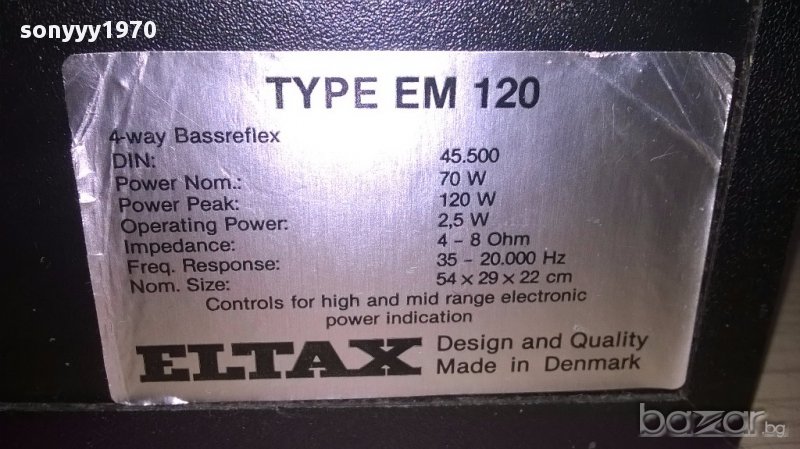 sonyyy1970
TYPE EM 120
4-way Bassreflex
DIN: 45.500
Power Nom.: 70 W
Power Peak: 120 W
Operating Power: 2,5 W
Impedance: 4 - 8 Ohm
Freq. Response: 35 - 20.000 Hz
Nom. Size: 54 x 29 x 22 cm
Controls for high and mid range electronic
power indication
ELTAX Design and Quality
Made in Denmark
bazar.bg